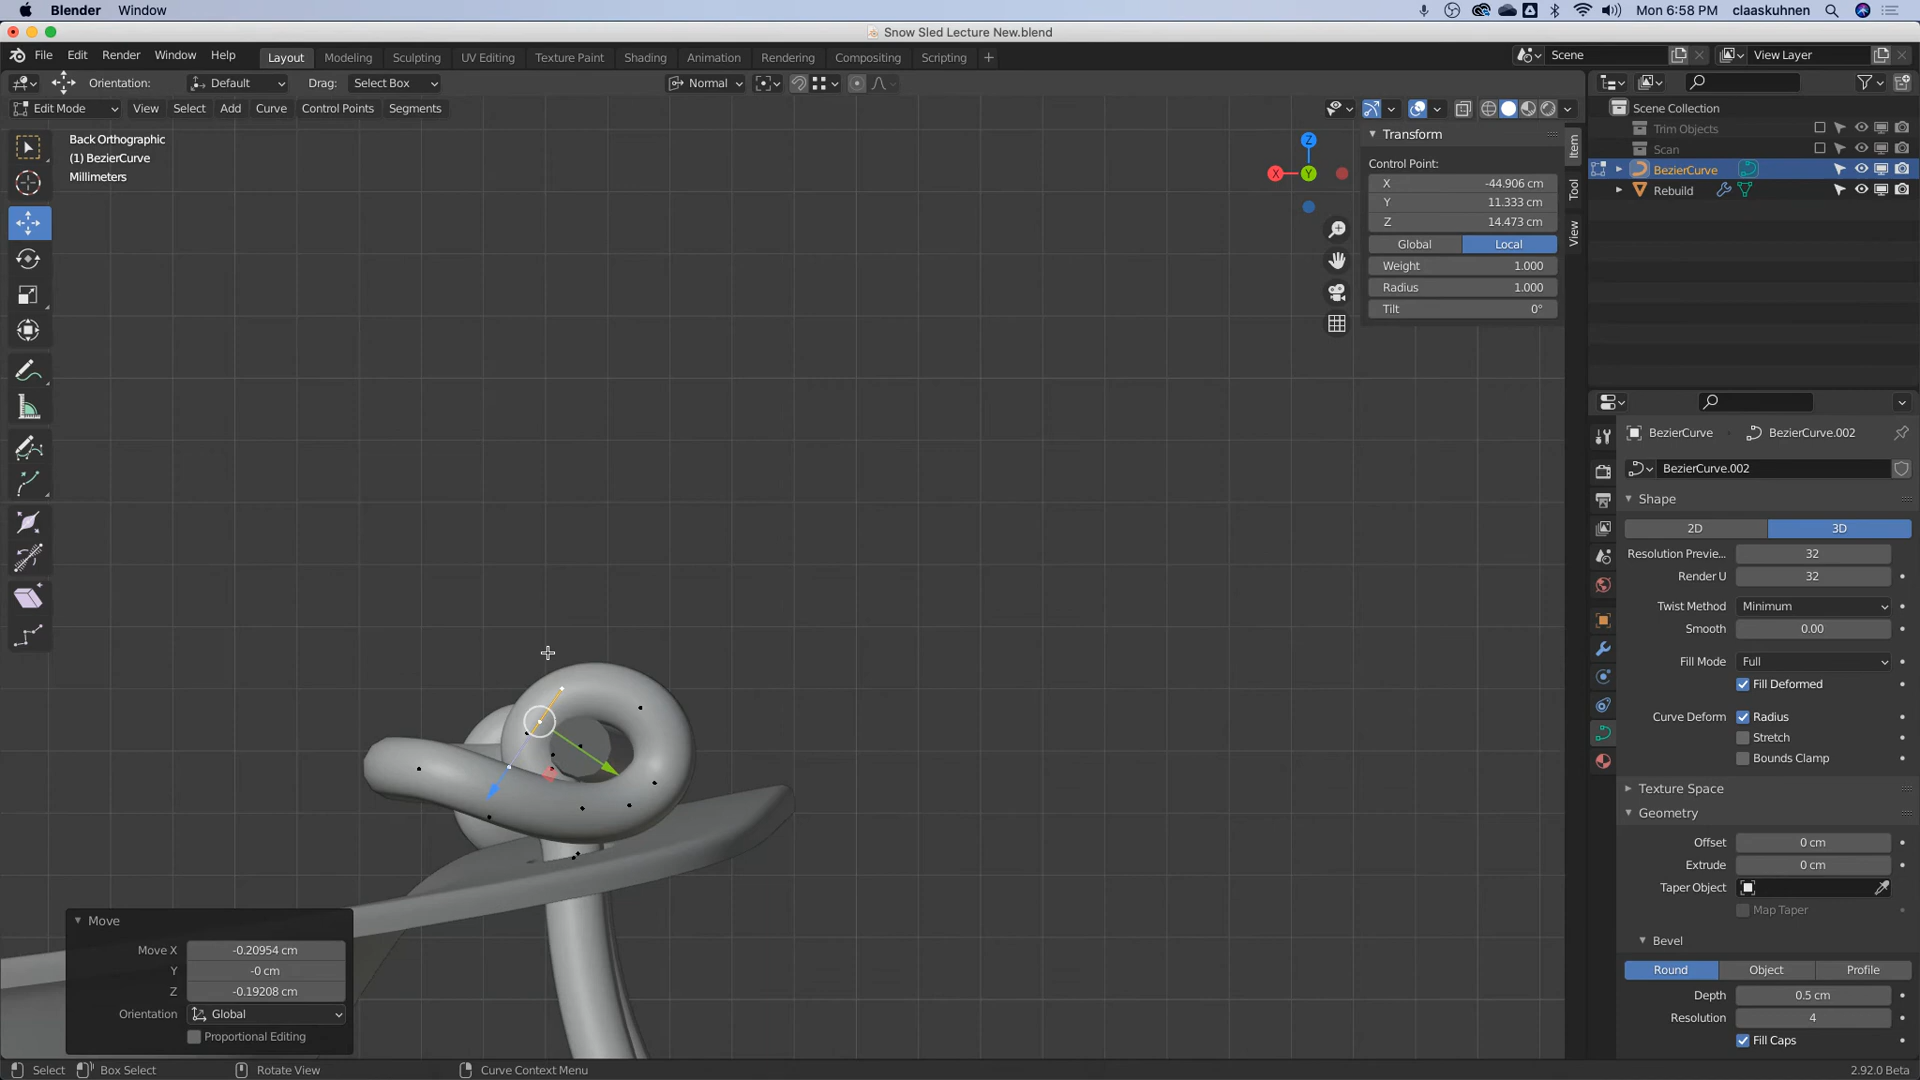 Blender Window Mon 6:58 PM claaskuhnen
Snow Sled Lecture New.blend
File Edit Render Window Help Layout Modeling Sculpting UV Editing Texture Paint Shading Animation Rendering Compositing Scripting + Scene View Layer
Orientation: Default Drag: Select Box Normal
Edit Mode View Select Add Curve Control Points Segments
Back Orthographic
(1) BezierCurve
Millimeters
Z
X
Y
Transform
Control Point:
X -44.906 cm
Y 11.333 cm
Z 14.473 cm
Global Local
Weight 1.000
Radius 1.000
Tilt 0°
Item
Tool
View
Scene Collection
Trim Objects
Scan
BezierCurve
Rebuild
BezierCurve BezierCurve.002
BezierCurve.002
Shape
2D 3D
Resolution Previe... 32
Render U 32
Twist Method Minimum
Smooth 0.00
Fill Mode Full
Fill Deformed
Curve Deform Radius
Stretch
Bounds Clamp
Texture Space
Geometry
Offset 0 cm
Extrude 0 cm
Taper Object
Map Taper
Bevel
Round Object Profile
Depth 0.5 cm
Resolution 4
Fill Caps
Move
Move X -0.20954 cm
Y -0 cm
Z -0.19208 cm
Orientation Global
Proportional Editing
Select Box Select Rotate View Curve Context Menu 2.92.0 Beta